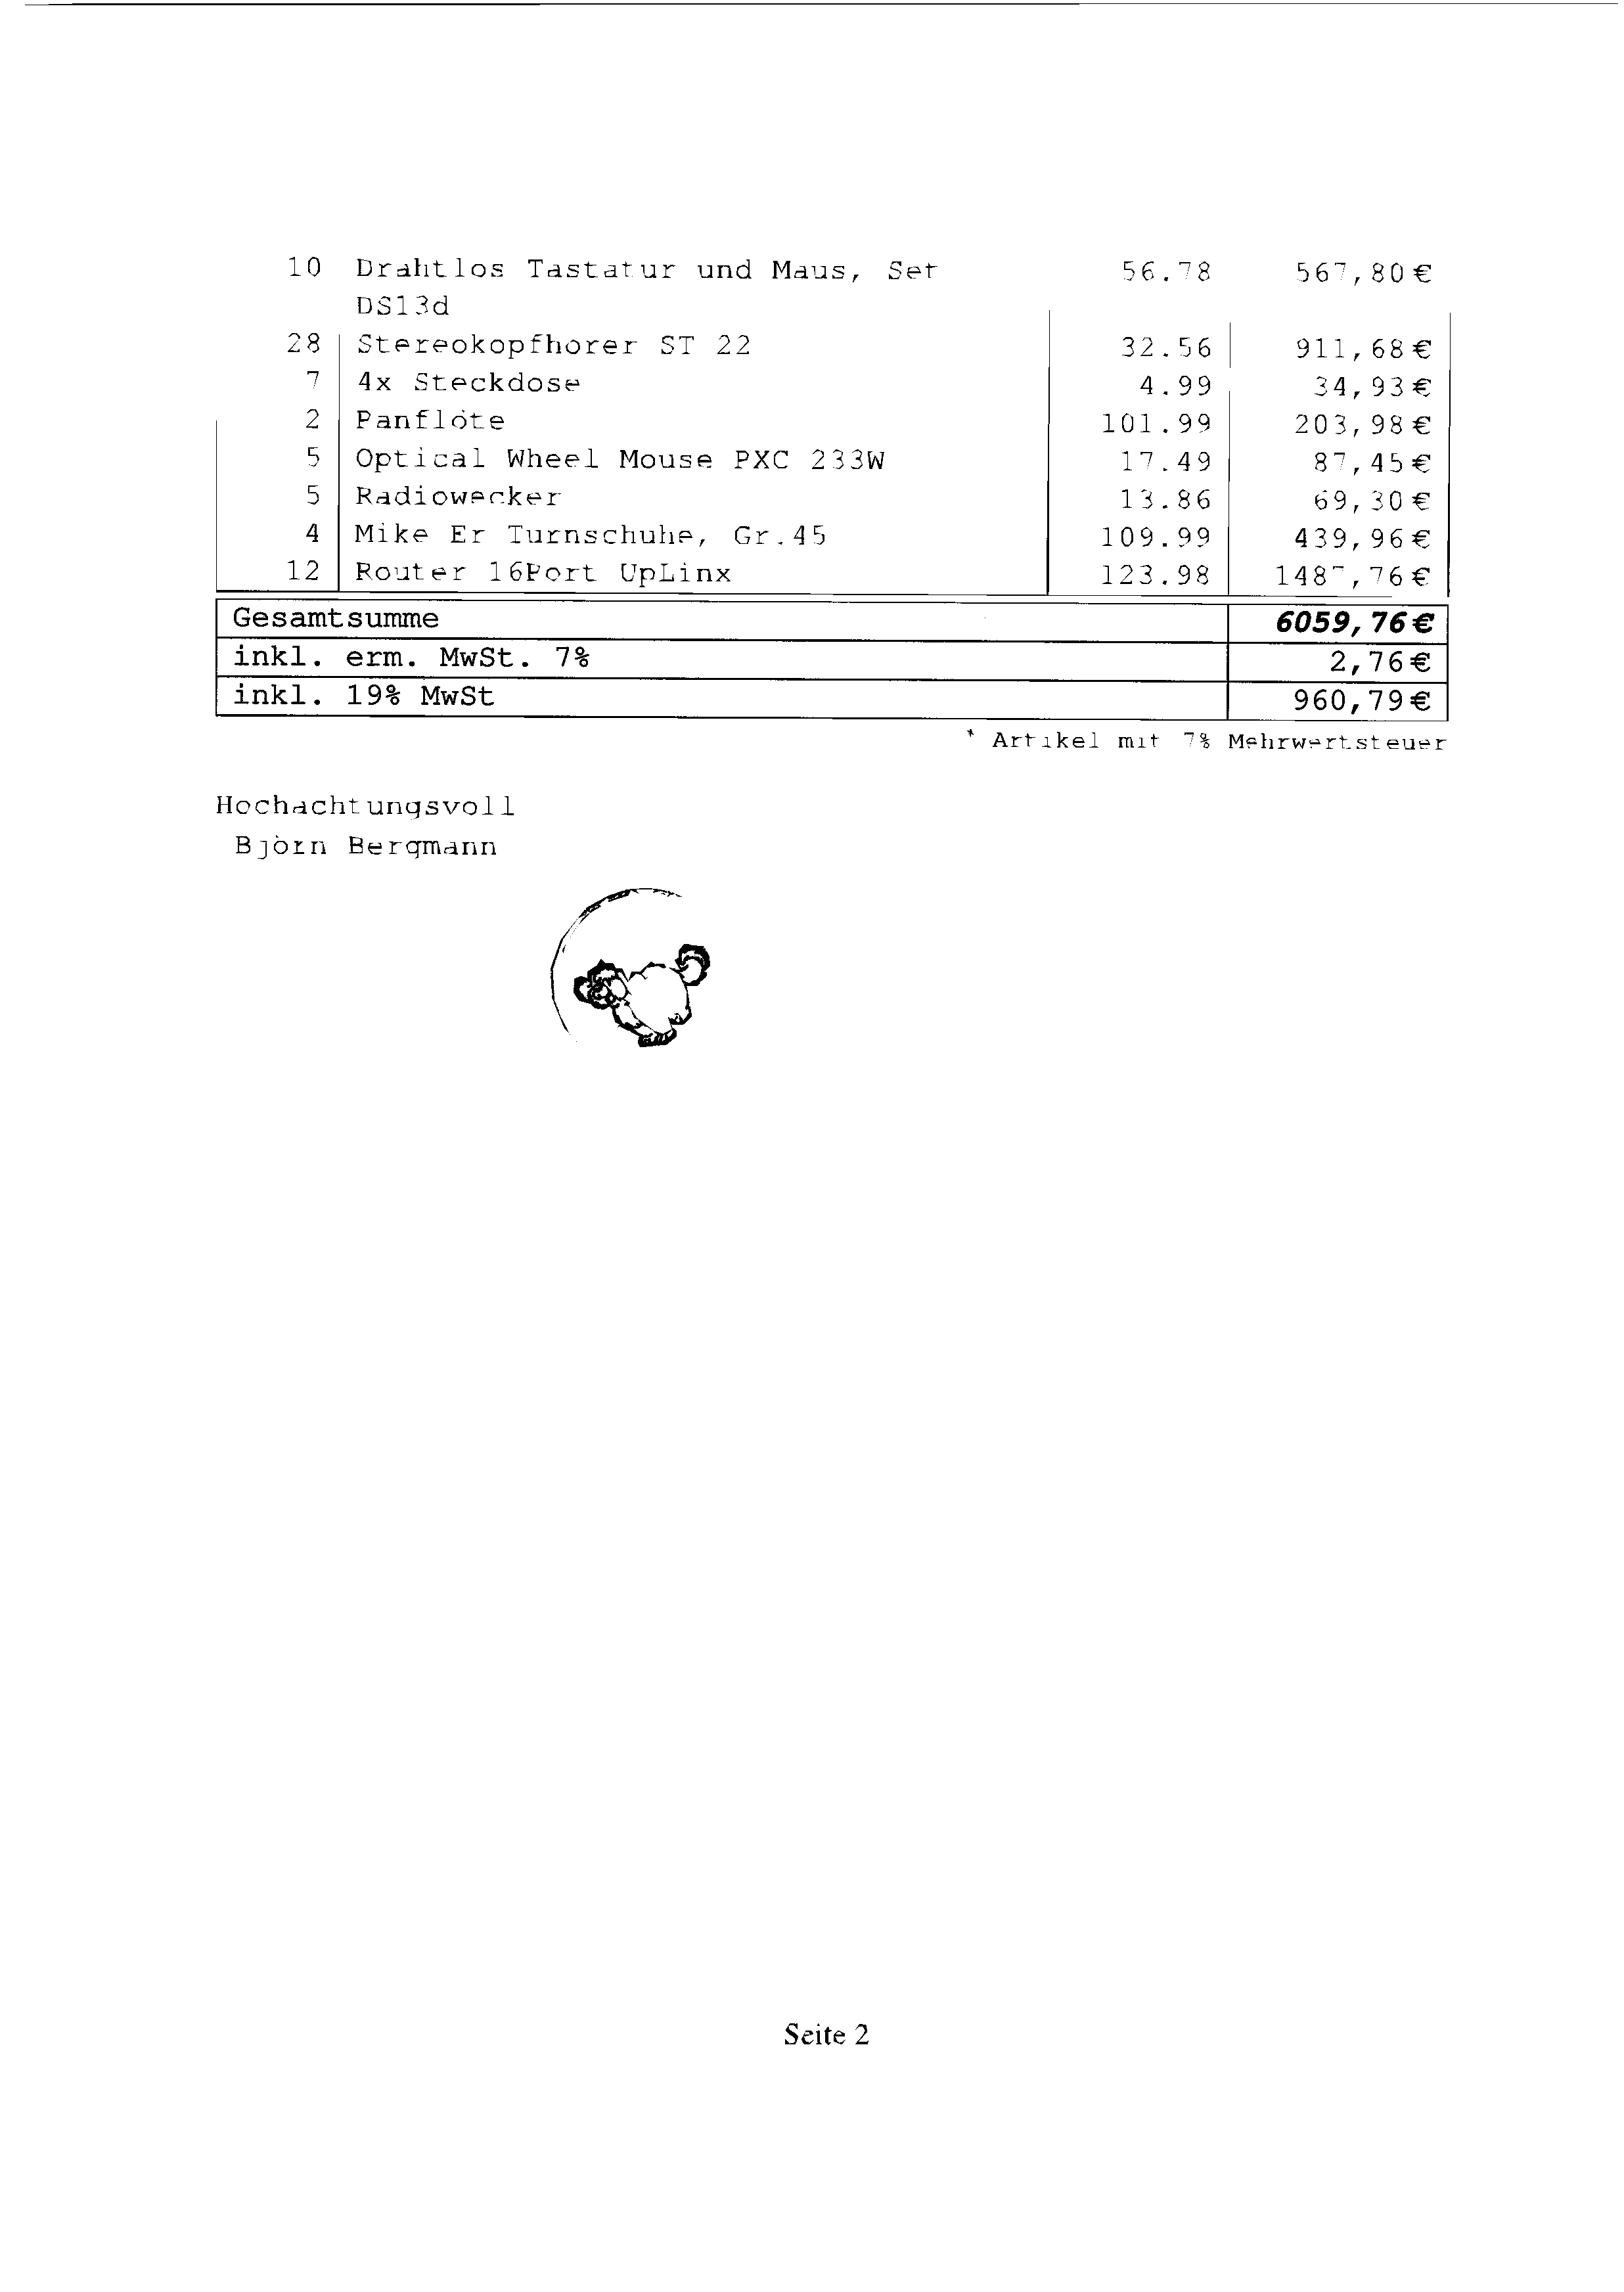 10 Drahtlos Tastatur und Maus, Set 56.78 567,80€
DS13d
28 Stereokopfhörer ST 22 32.56 911,68€
7 4x Steckdose 4.99 34,93€
2 Panflöte 101.99 203,98€
5 Optical Wheel Mouse PXC 233W 17.49 87,45€
5 Radiowecker 13.86 69,30€
4 Mike Er Turnschuhe, Gr.45 109.99 439,96€
12 Router 16Port UpLinx 123.98 1487,76€
Gesamtsumme 6059,76€
inkl. erm. MwSt. 7% 2,76€
inkl. 19% MwSt 960,79€
* Artikel mit 7% Mehrwertsteuer
Hochachtungsvoll
Björn Bergmann
Seite 2